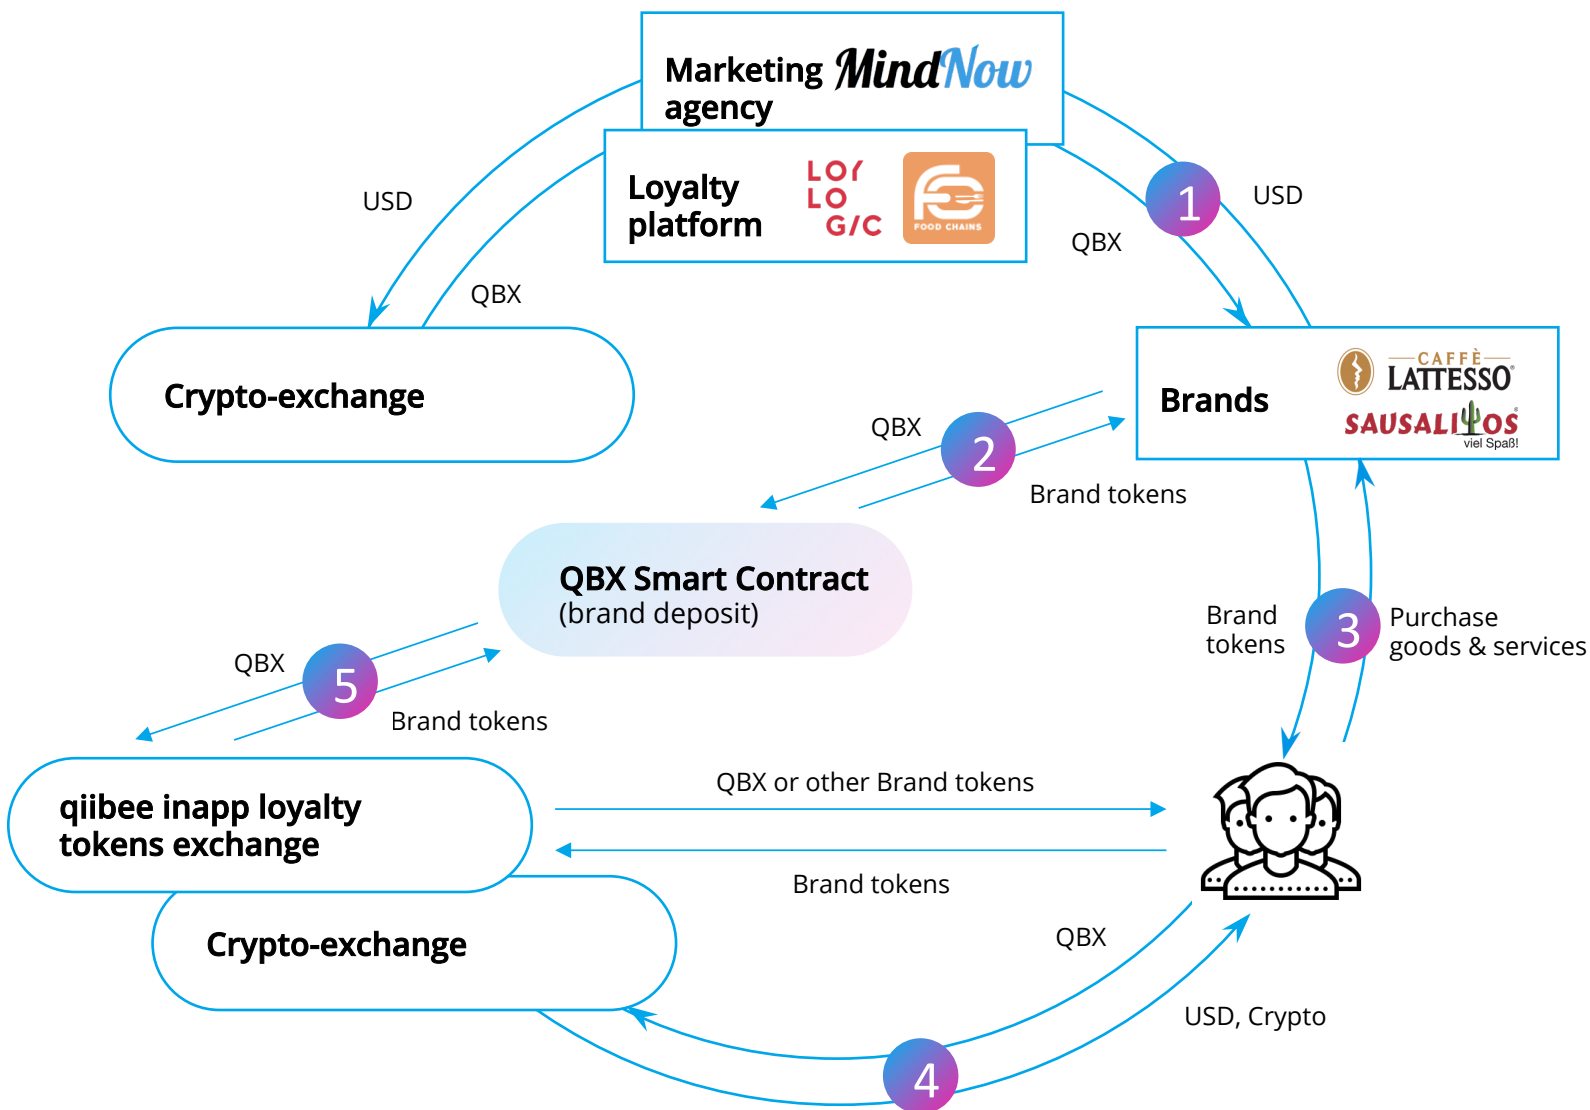 Marketing
agency
MindNow
Loyalty
platform
LOY
LO
G/C
FOOD CHAINS
USD
QBX
1
USD
QBX
Crypto-exchange
Brands
CAFFÈ
LATTESSO®
SAUSALITOS®
viel Spaß!
QBX
2
Brand tokens
QBX Smart Contract
(brand deposit)
Brand
tokens
3
Purchase
goods & services
QBX
5
Brand tokens
qiibee inapp loyalty
tokens exchange
QBX or other Brand tokens
Brand tokens
Crypto-exchange
QBX
USD, Crypto
4